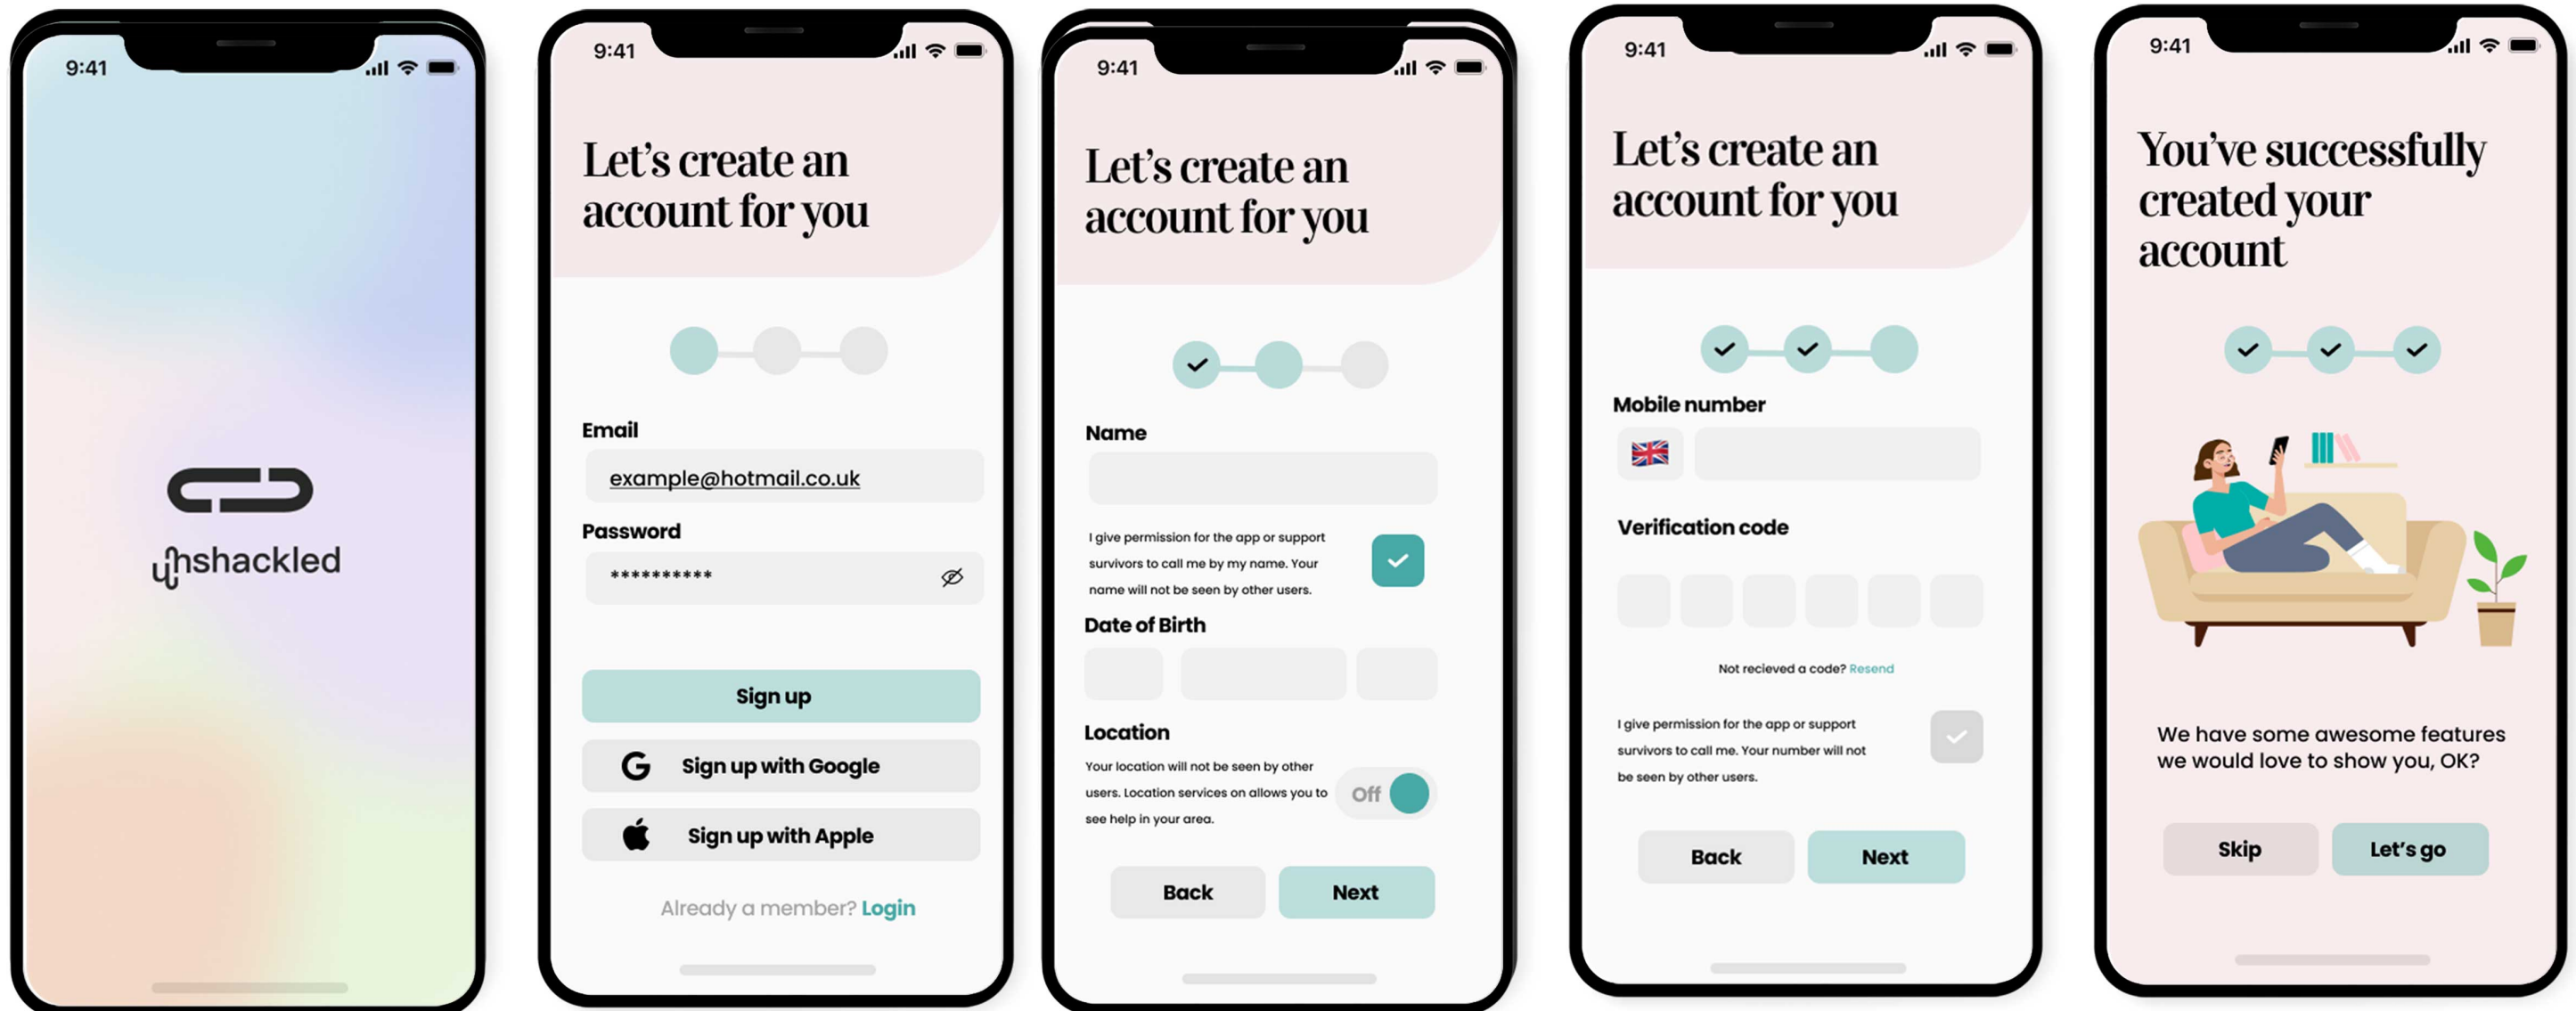 9:41
unshackled
9:41
Let's create an
account for you
Email
example@hotmail.co.uk
Password
**********
Sign up
Sign up with Google
Sign up with Apple
Already a member? Login
9:41
Let's create an
account for you
Name
I give permission for the app or support
survivors to call me by my name. Your
name will not be seen by other users.
Date of Birth
Location
Your location will not be seen by other
users. Location services on allows you to
see help in your area.
Off
Back
Next
9:41
Let's create an
account for you
Mobile number
Verification code
Not recieved a code? Resend
I give permission for the app or support
survivors to call me. Your number will not
be seen by other users.
Back
Next
9:41
You've successfully
created your
account
We have some awesome features
we would love to show you, OK?
Skip
Let's go